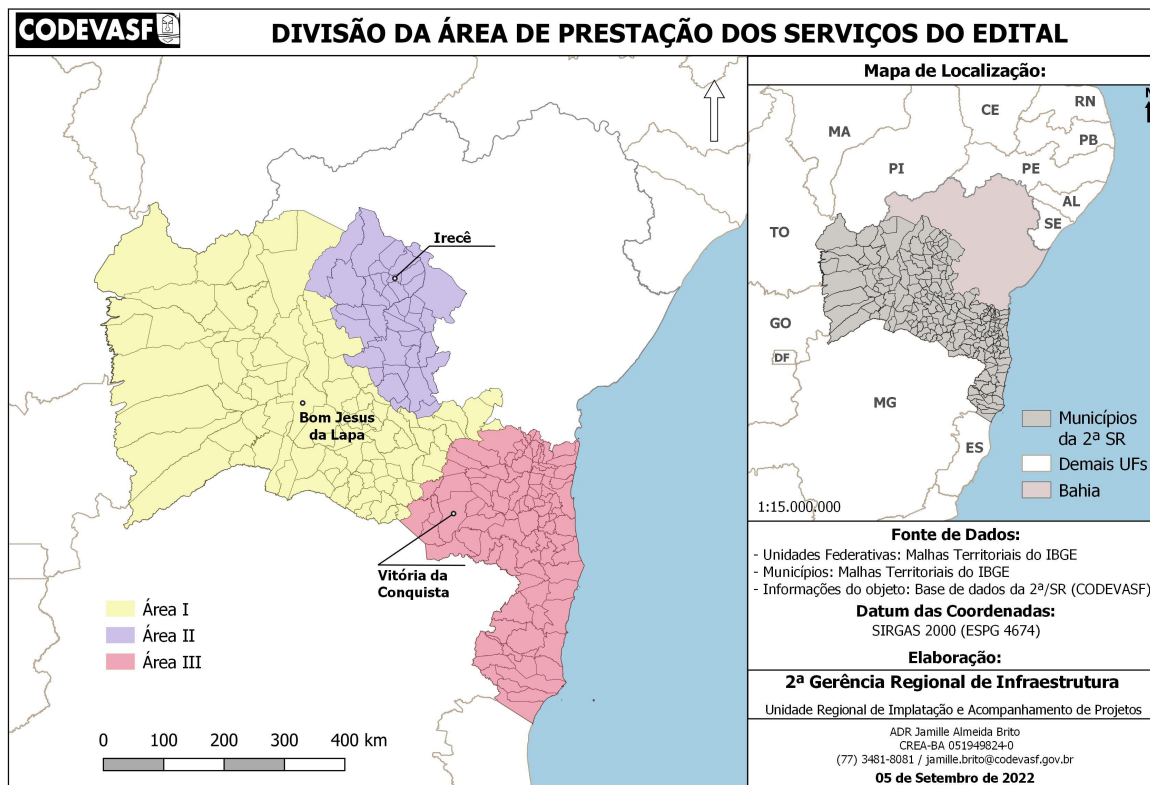 CODEVASF
DIVISÃO DA ÁREA DE PRESTAÇÃO DOS SERVIÇOS DO EDITAL
Irecê
Bom Jesus
da Lapa
Vitória da
Conquista
Área I
Área II
Área III
0 100 200 300 400 km
Mapa de Localização:
N
MA
CE
RN
PB
PI
PE
AL
SE
TO
GO
DF
MG
ES
Municípios
da 2ª SR
Demais UFs
Bahia
1:15.000.000
Fonte de Dados:
- Unidades Federativas: Malhas Territoriais do IBGE
- Municípios: Malhas Territoriais do IBGE
- Informações do objeto: Base de dados da 2ª/SR (CODEVASF)
Datum das Coordenadas:
SIRGAS 2000 (ESPG 4674)
Elaboração:
2ª Gerência Regional de Infraestrutura
Unidade Regional de Implatação e Acompanhamento de Projetos
ADR Jamille Almeida Brito
CREA-BA 051949824-0
(77) 3481-8081 / jamille.brito@codevasf.gov.br
05 de Setembro de 2022